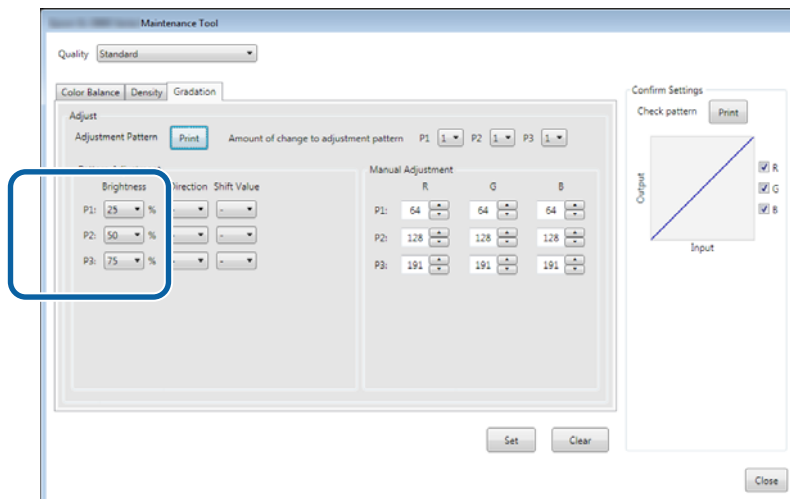 Maintenance Tool
Quality Standard
Color Balance Density Gradation
Adjust
Adjustment Pattern Print Amount of change to adjustment pattern P1 1 P2 1 P3 1
Brightness Direction Shift Value
P1: 25 % - -
P2: 50 % - -
P3: 75 % - -
Manual Adjustment
R G B
P1: 64 64 64
P2: 128 128 128
P3: 191 191 191
Set Clear
Confirm Settings
Check pattern Print
Output
Input
R
G
B
Close